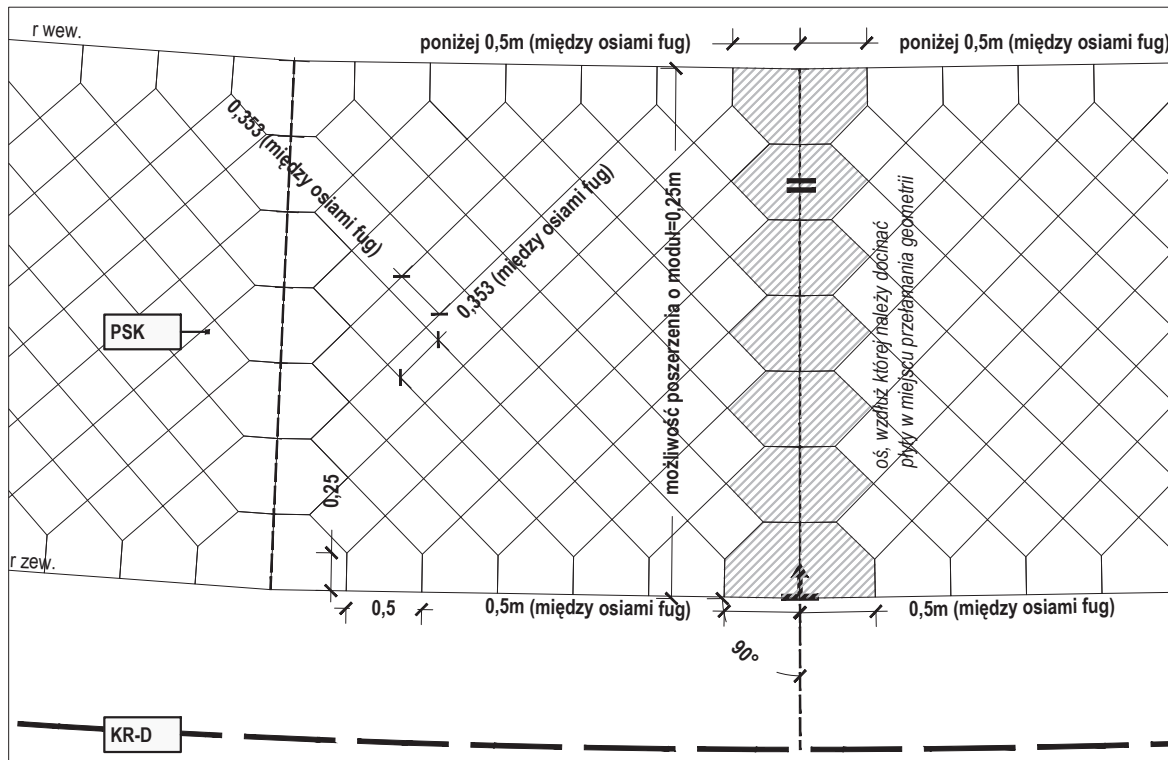 r wew.
poniżej 0,5m (między osiami fug)
poniżej 0,5m (między osiami fug)
0,353 (między osiami fug)
0,353 (między osiami fug)
możliwość poszerzenia o moduł=0,25m
oś, wzdłuż której należy docinać
płyty w miejscu przełamania geometrii
PSK
0,25
r zew.
0,5
0,5m (między osiami fug)
0,5m (między osiami fug)
90°
KR-D